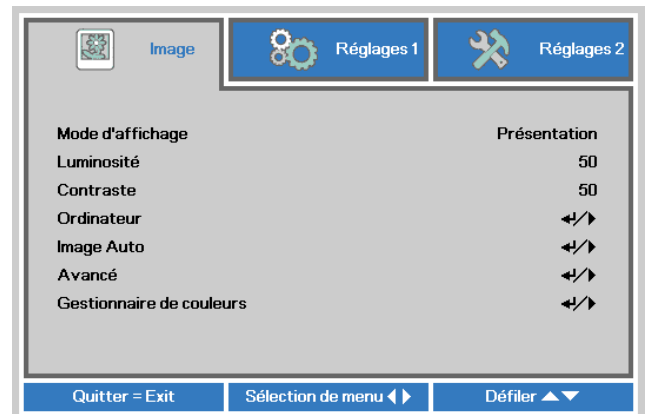 Image Réglages 1 Réglages 2
Mode d'affichage Présentation
Luminosité 50
Contraste 50
Ordinateur ↵/▶
Image Auto ↵/▶
Avancé ↵/▶
Gestionnaire de couleurs ↵/▶
Quitter = Exit Sélection de menu ◀▶ Défiler ▲▼